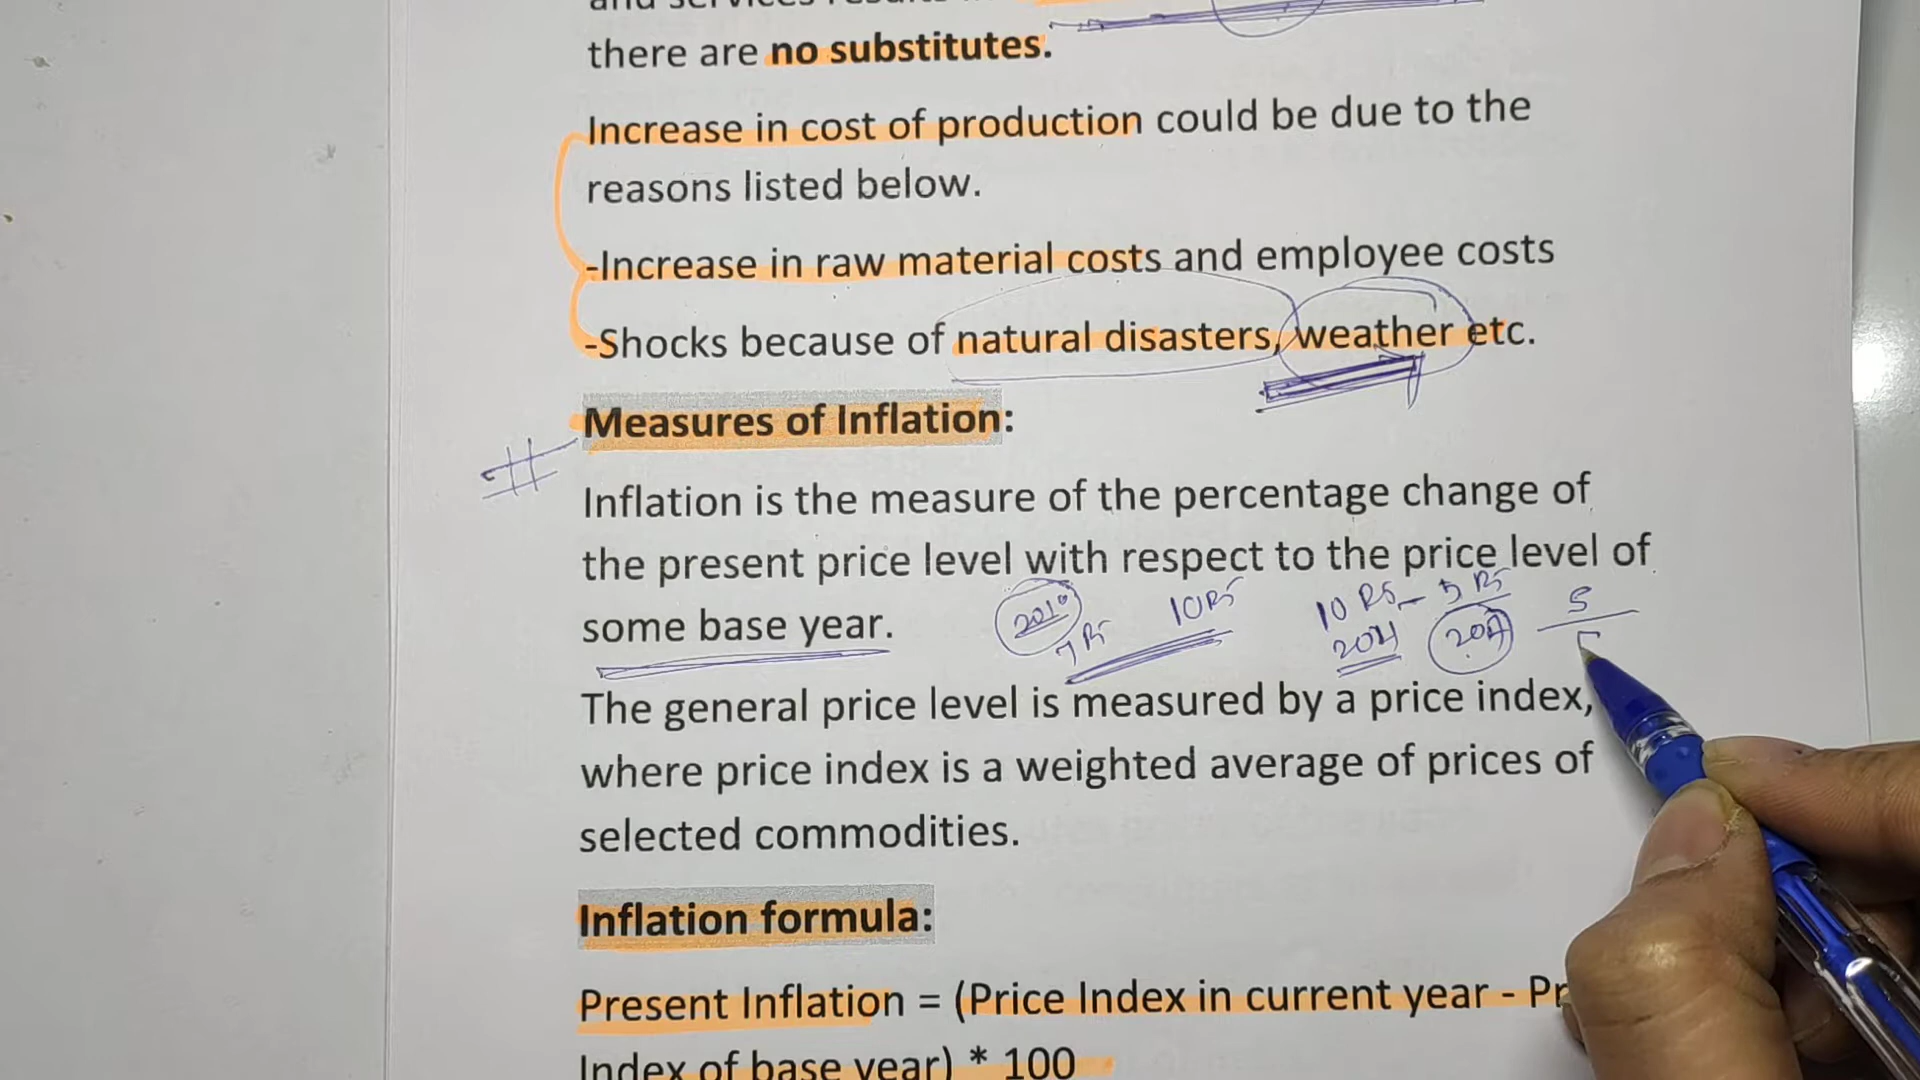 and services results in
there are no substitutes.
Increase in cost of production could be due to the
reasons listed below.
-Increase in raw material costs and employee costs
-Shocks because of natural disasters, weather etc.
#
Measures of Inflation:
Inflation is the measure of the percentage change of
the present price level with respect to the price level of
some base year.
10 Rs
10 Rs - 5 Rs
5
5
The general price level is measured by a price index,
where price index is a weighted average of prices of
selected commodities.
Inflation formula:
Present Inflation = (Price Index in current year - Pr
Index of base year) * 100